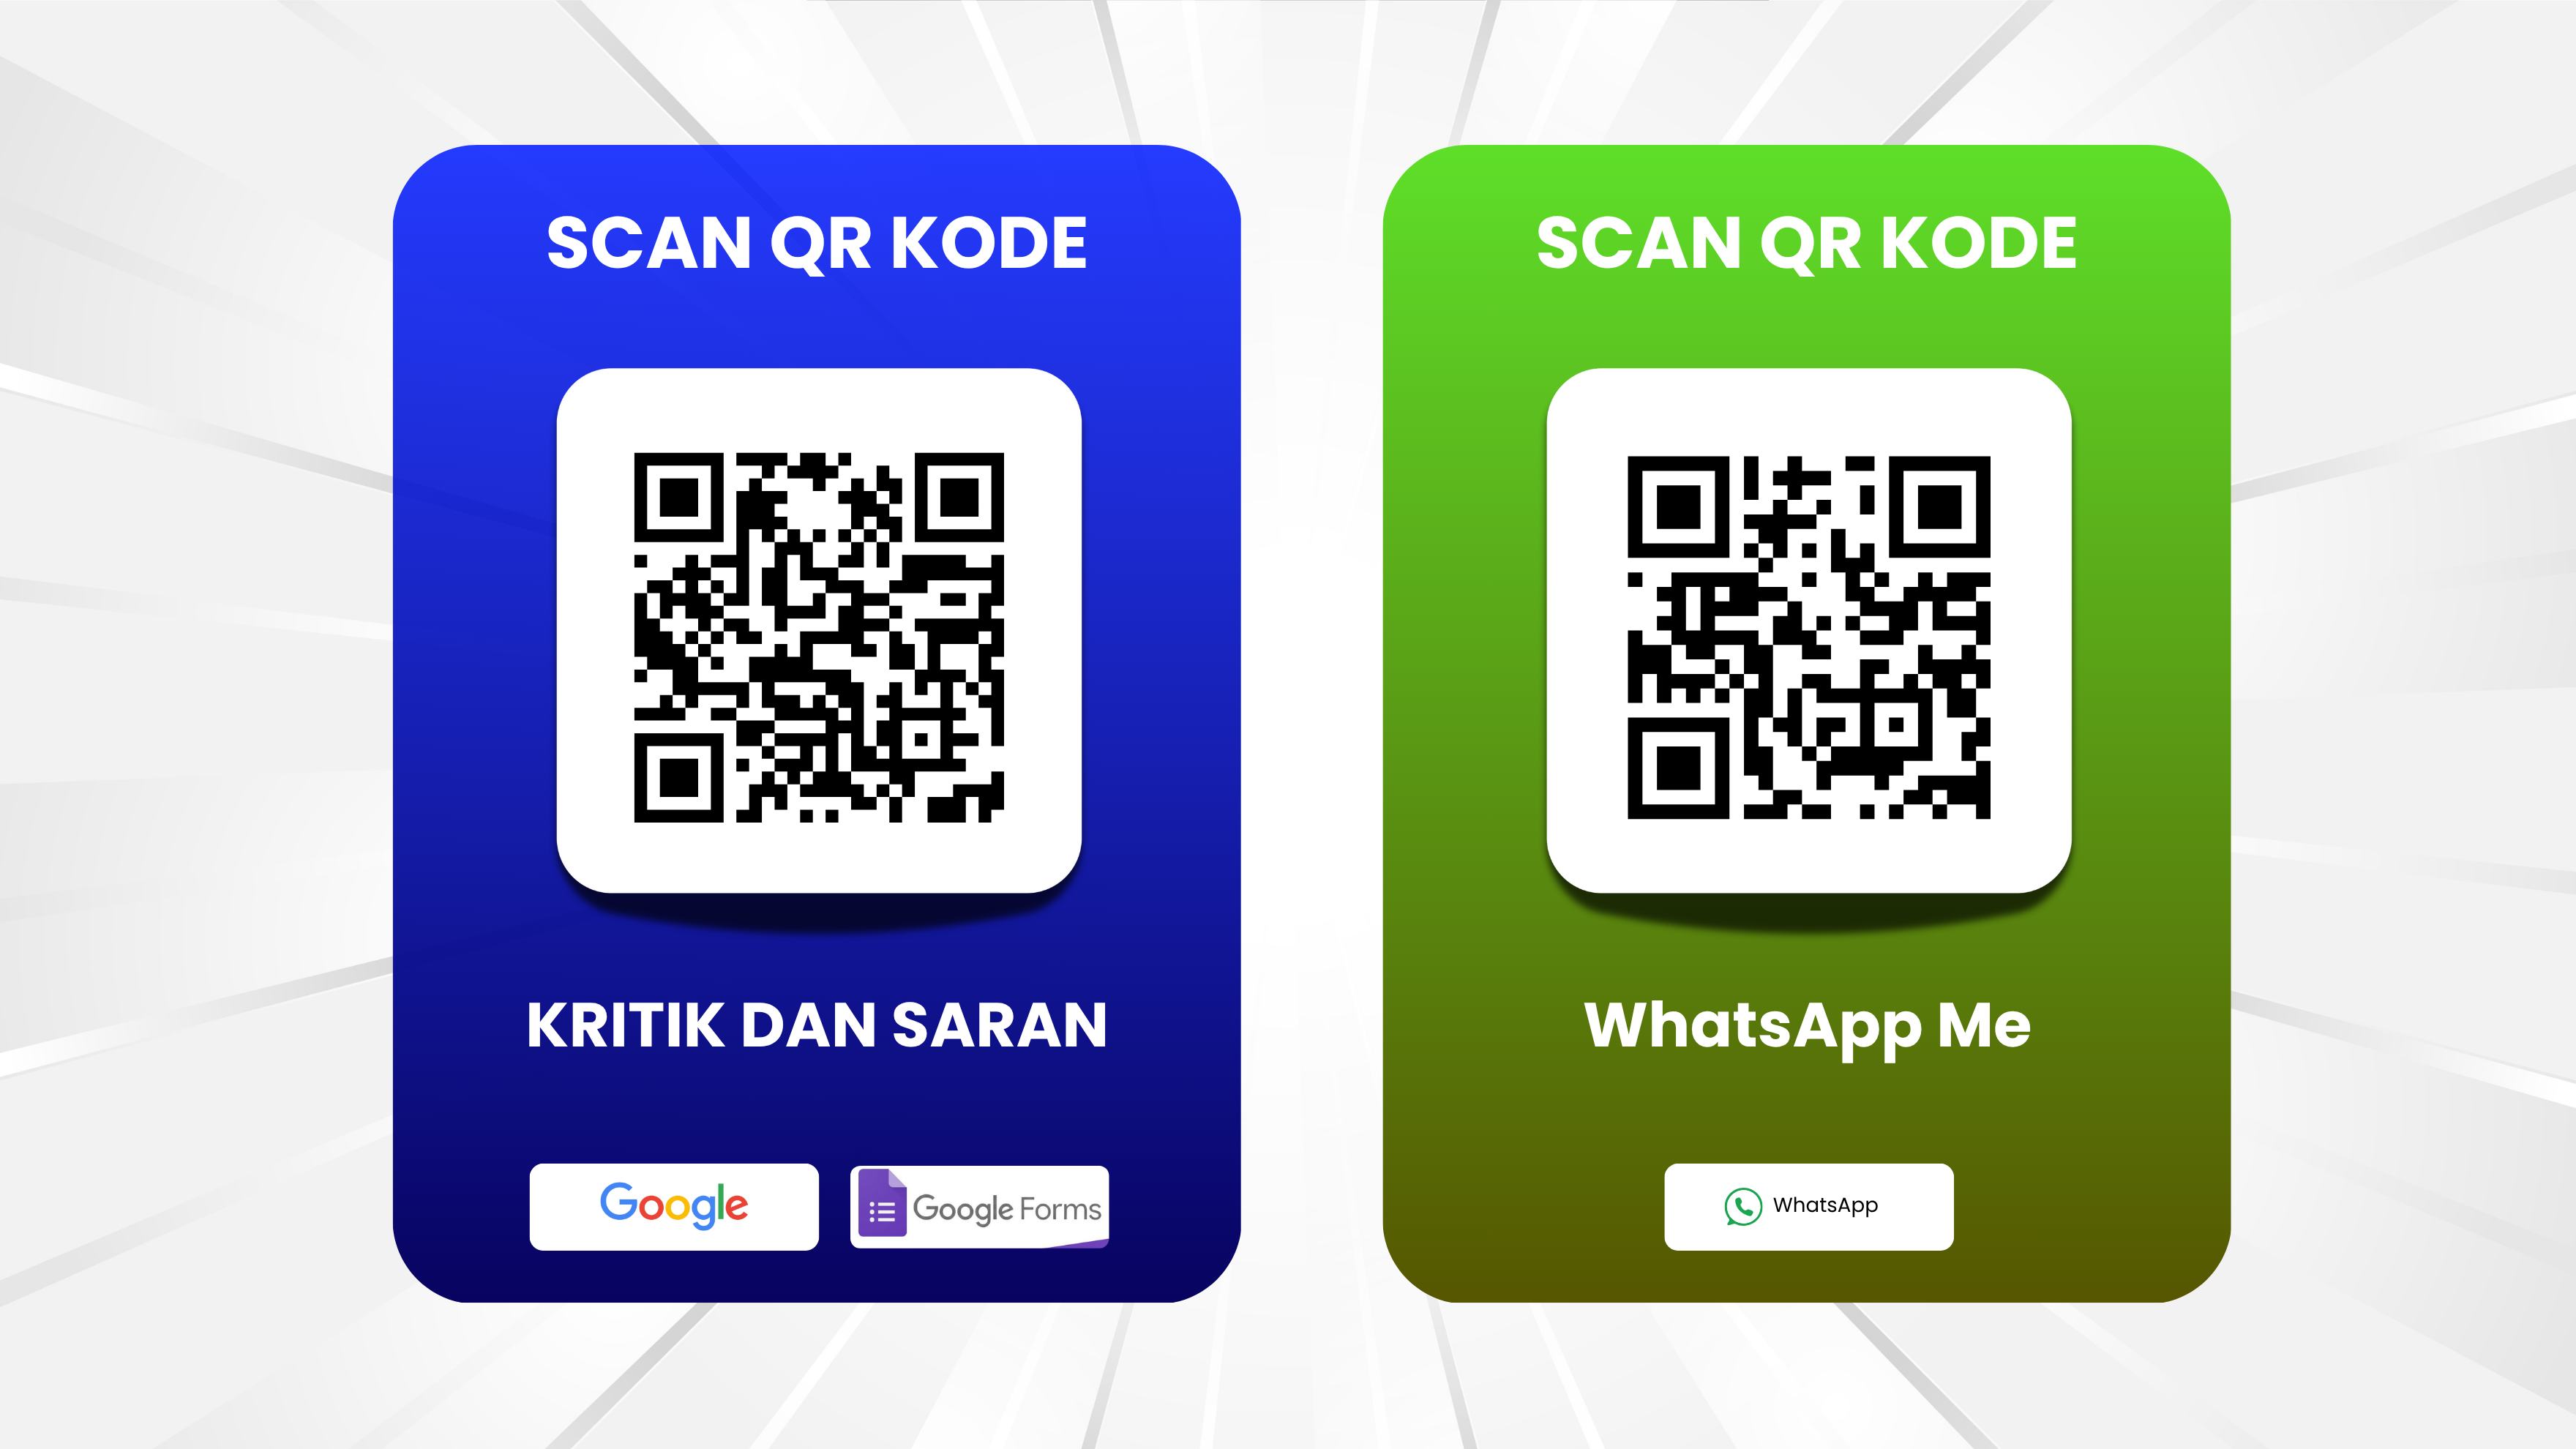 SCAN QR KODE
KRITIK DAN SARAN
Google
Google Forms
SCAN QR KODE
WhatsApp Me
WhatsApp